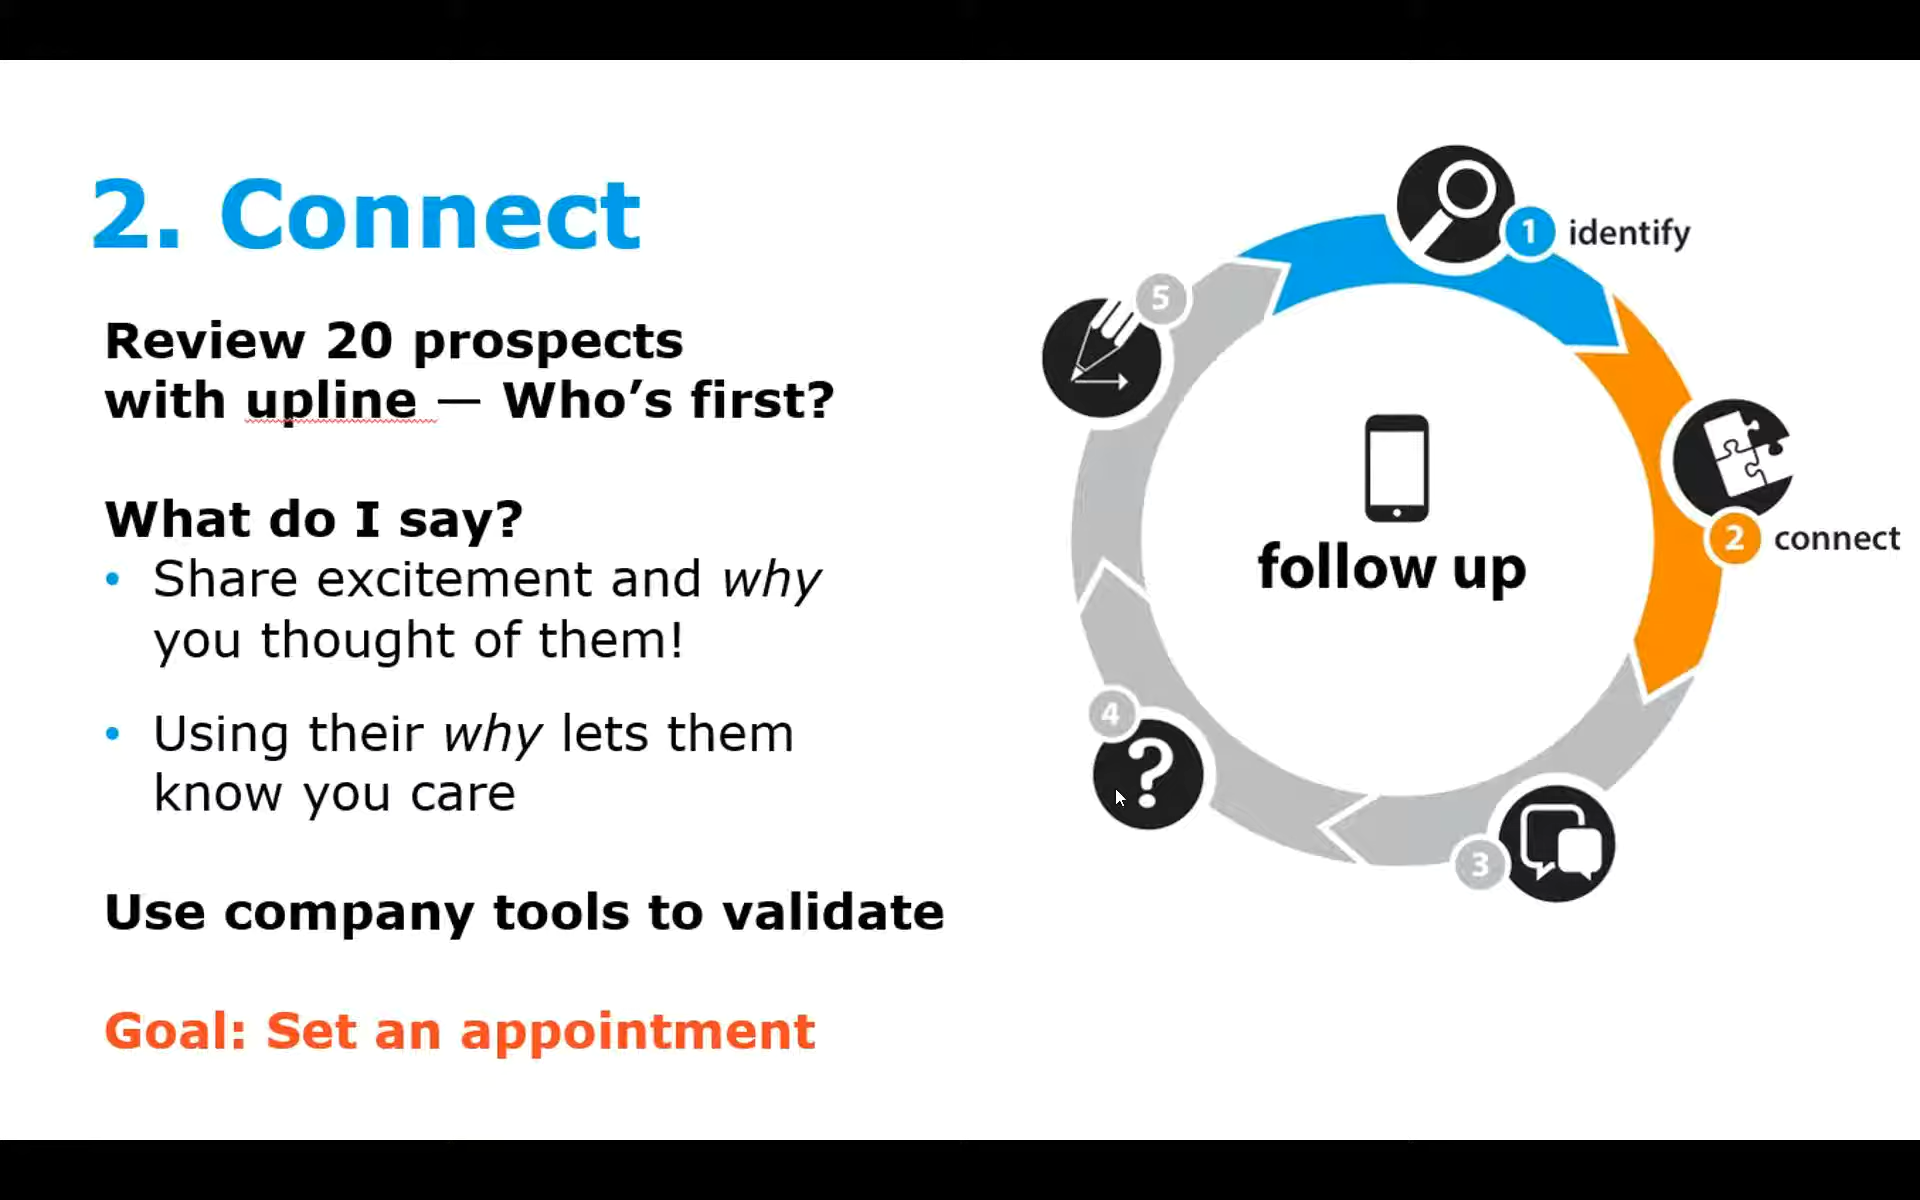 2. Connect
Review 20 prospects
with upline — Who's first?
What do I say?
• Share excitement and why
you thought of them!
• Using their why lets them
know you care
Use company tools to validate
Goal: Set an appointment
1 identify
2 connect
3
4
5
follow up